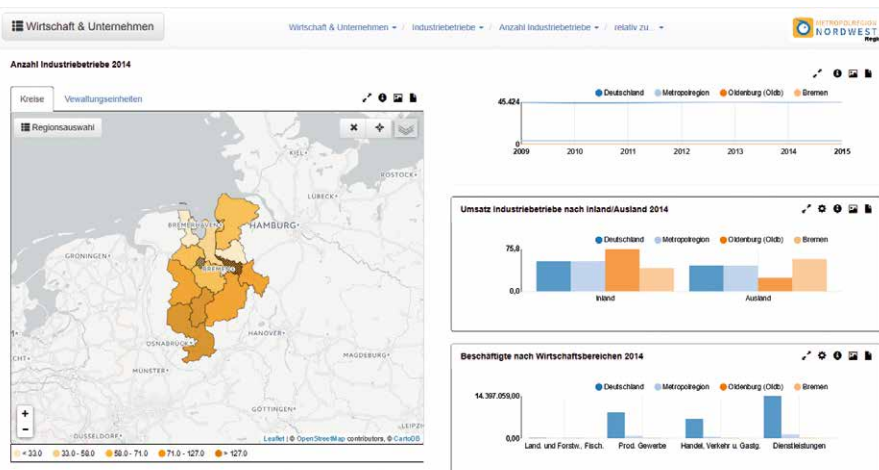 Wirtschaft & Unternehmen
Wirtschaft & Unternehmen / Industriebetriebe / Anzahl Industriebetriebe / relativ zu...
METROPOLREGION
NORDWEST
Anzahl Industriebetriebe 2014
Kreise Verwaltungseinheiten
Regionsauswahl
KIEL
ROSTOCK
LÜBECK
BREMERHAVEN
HAMBURG
GRONINGEN
BREMEN
HANOVER
OSNABRÜCK
MAGDEBURG
MÜNSTER
GÖTTINGEN
DÜSSELDORF
+
-
Leaflet | © OpenStreetMap contributors, © CartoDB
< 33.0 33.0 - 58.0 58.0 - 71.0 71.0 - 127.0 > 127.0
Deutschland Metropolregion Oldenburg (Oldb) Bremen
45.424
0
2009 2010 2011 2012 2013 2014 2015
Umsatz Industriebetriebe nach Inland/Ausland 2014
Deutschland Metropolregion Oldenburg (Oldb) Bremen
75,8
0,0
Inland Ausland
Beschäftigte nach Wirtschaftsbereichen 2014
Deutschland Metropolregion Oldenburg (Oldb) Bremen
14.397.059,00
0,00
Land. und Forstw., Fisch. Prod. Gewerbe Handel, Verkehr u. Gastg. Dienstleistungen